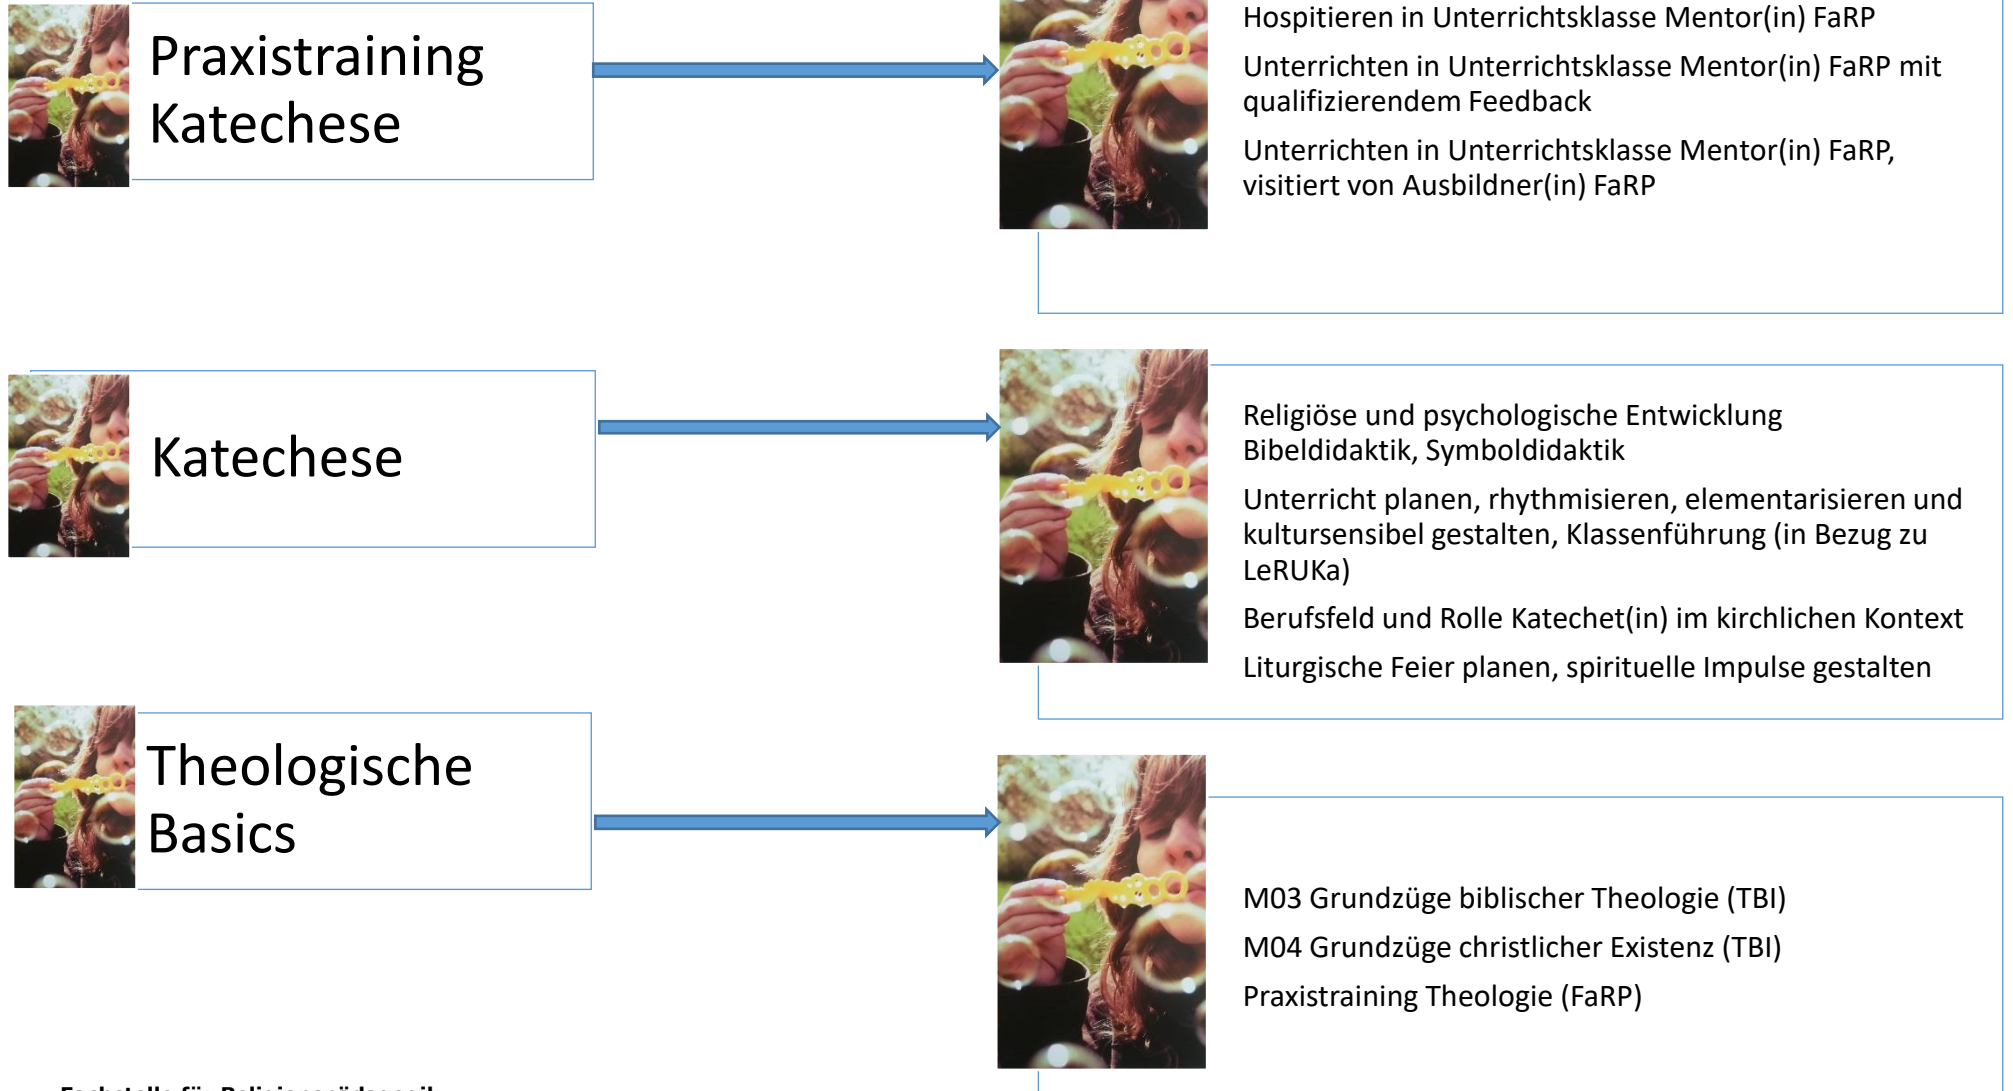 Praxistraining
Katechese
Hospitieren in Unterrichtsklasse Mentor(in) FaRP
Unterrichten in Unterrichtsklasse Mentor(in) FaRP mit
qualifizierendem Feedback
Unterrichten in Unterrichtsklasse Mentor(in) FaRP,
visitiert von Ausbildner(in) FaRP
Katechese
Religiöse und psychologische Entwicklung
Bibeldidaktik, Symboldidaktik
Unterricht planen, rhythmisieren, elementarisieren und
kultursensibel gestalten, Klassenführung (in Bezug zu
LeRUKa)
Berufsfeld und Rolle Katechet(in) im kirchlichen Kontext
Liturgische Feier planen, spirituelle Impulse gestalten
Theologische
Basics
M03 Grundzüge biblischer Theologie (TBI)
M04 Grundzüge christlicher Existenz (TBI)
Praxistraining Theologie (FaRP)
Fachstelle für Religionspädagogik